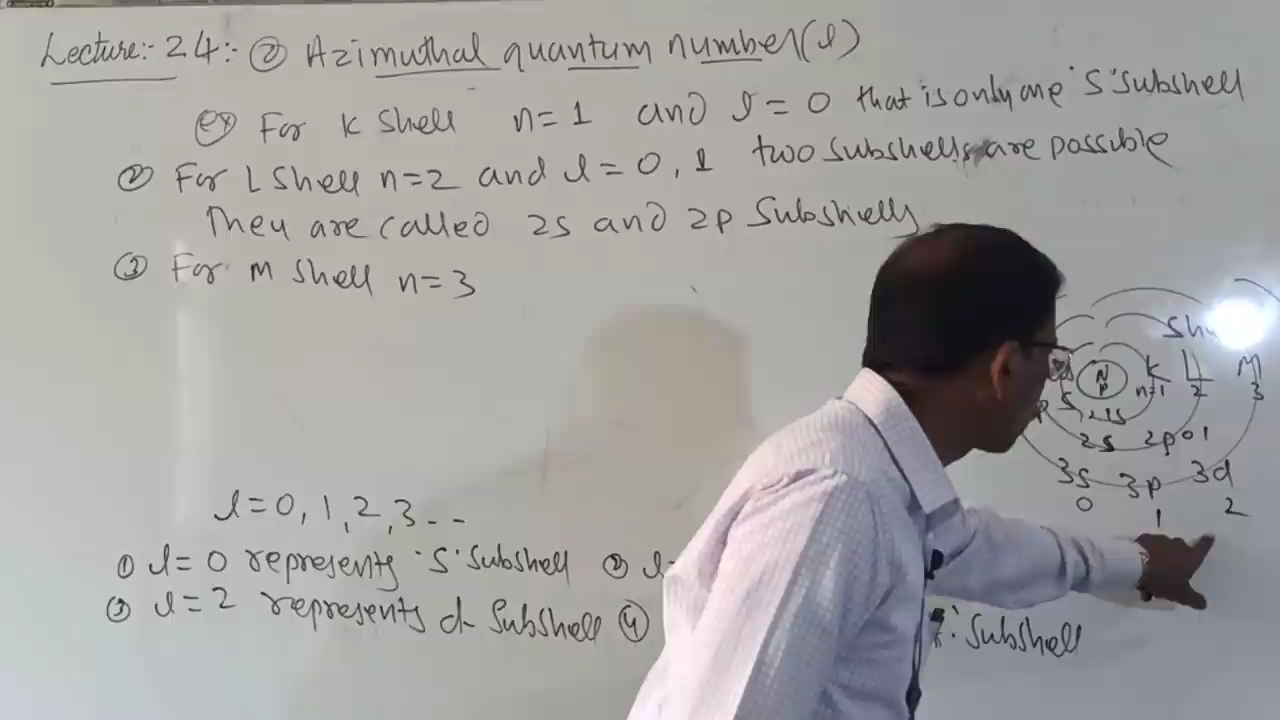 Lecture:- 24:- ② Azimuthal quantum number(l)
eg For K Shell n=1 and l=0 that is only one 'S' Subshell
② For L Shell n=2 and l=0,1 two Subshells are possible
They are called 2s and 2p Subshells
③ For M Shell n=3
l=0,1,2,3--
① l=0 represents 'S' Subshell ② l=
③ l=2 represents d- Subshell ④ Subshell
N P
K L M
n=1 2 3
1s
2s 2p 0 1
3s 3p 3d
0 1 2